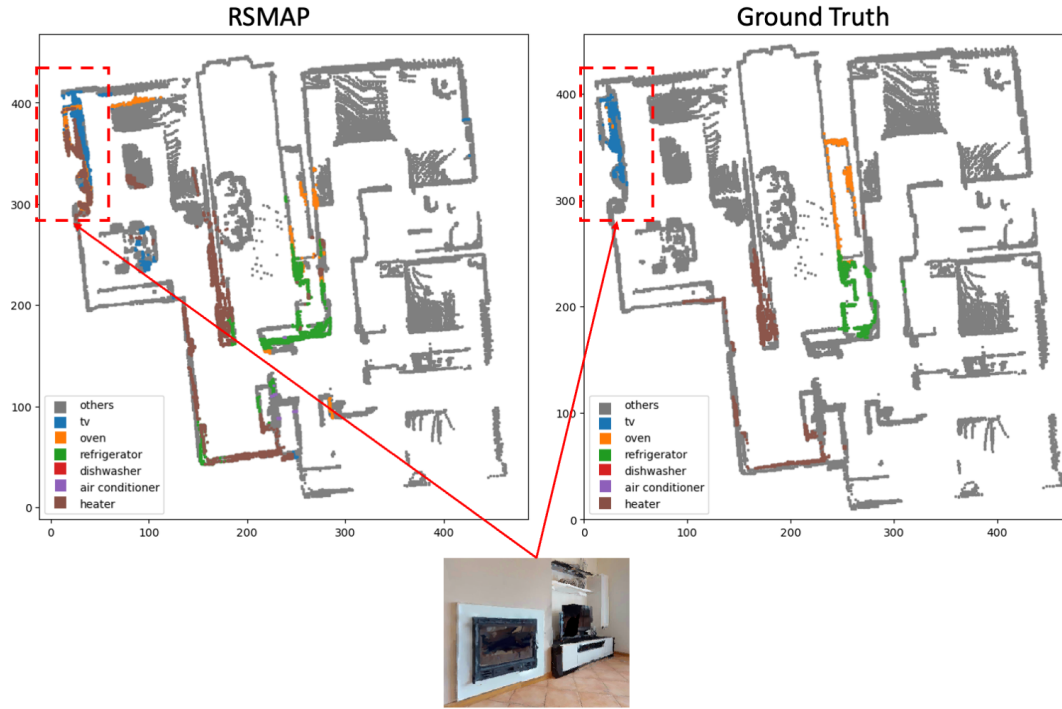 RSMAP
Ground Truth
400
300
200
100
0
others
tv
oven
refrigerator
dishwasher
air conditioner
heater
0
100
200
300
400
400
300
200
100
0
others
tv
oven
refrigerator
dishwasher
air conditioner
heater
0
100
200
300
400